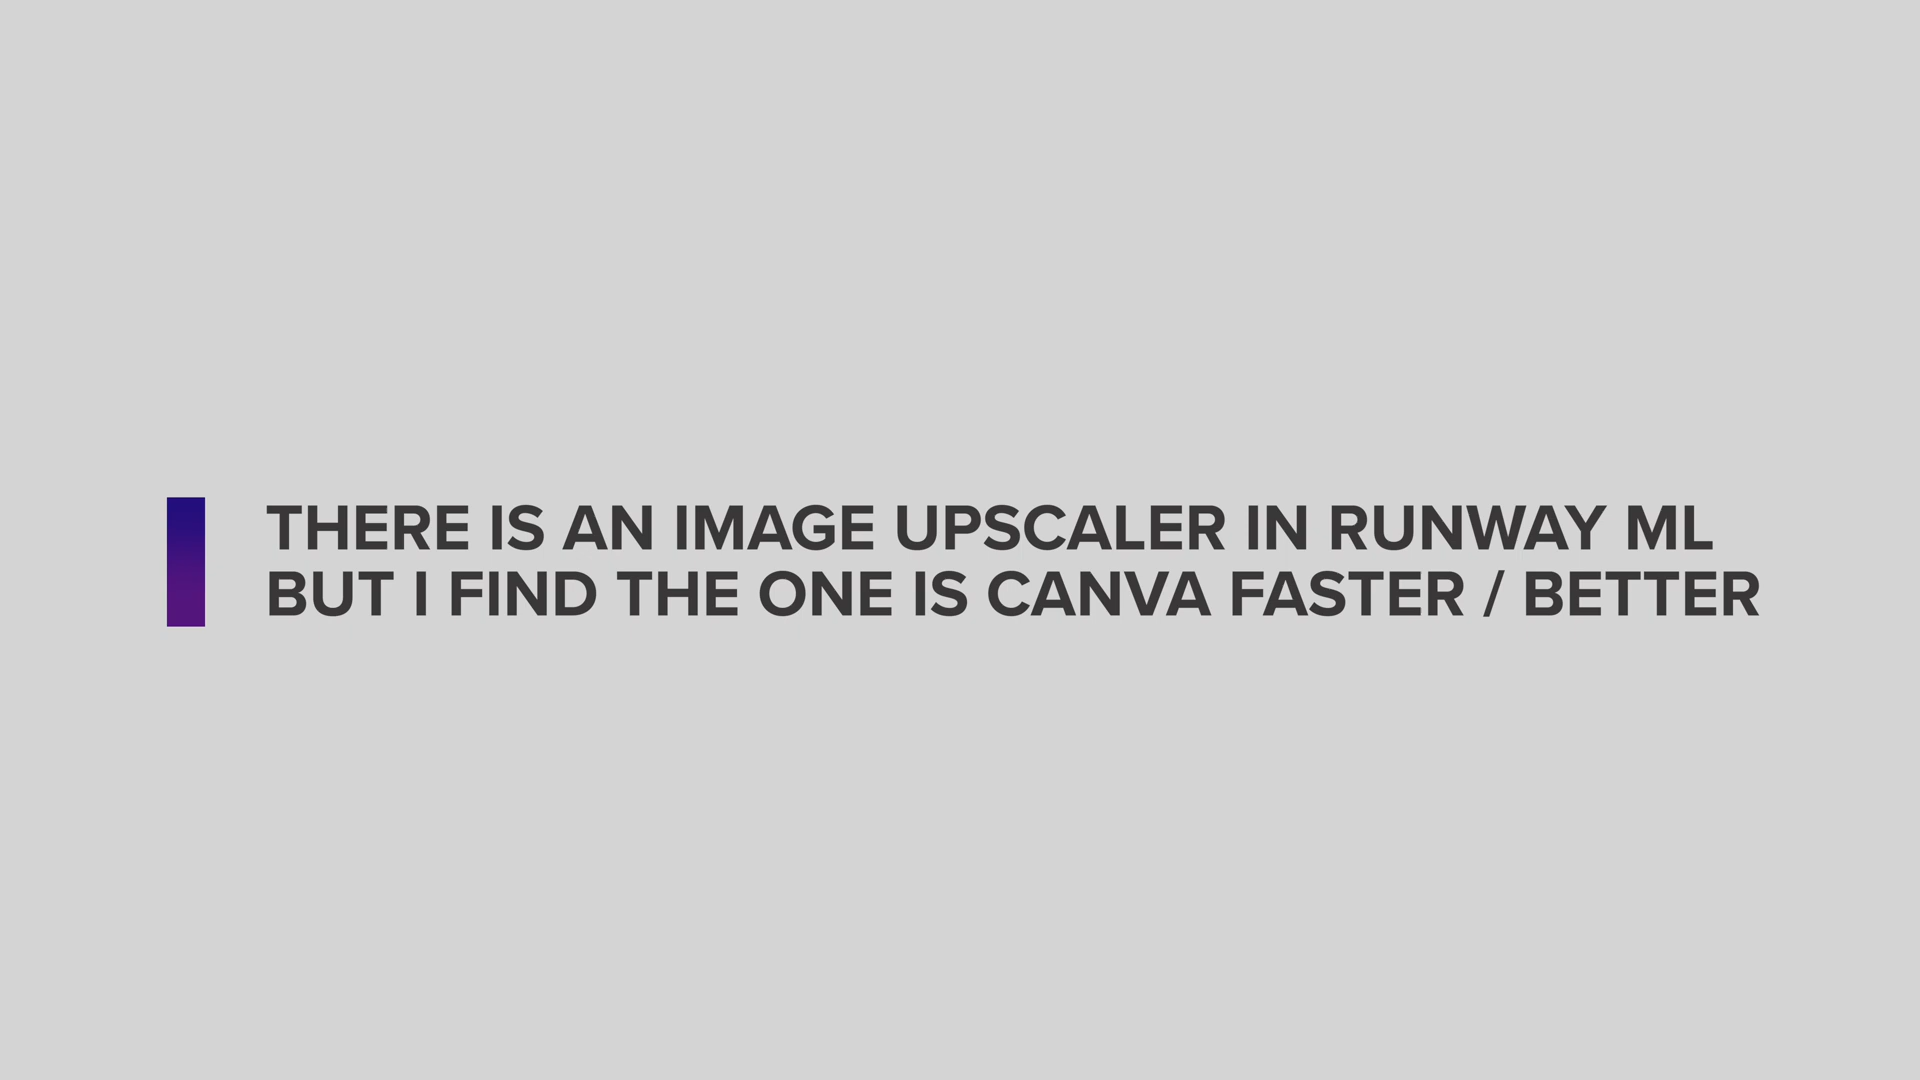 THERE IS AN IMAGE UPSCALER IN RUNWAY ML
BUT I FIND THE ONE IS CANVA FASTER / BETTER